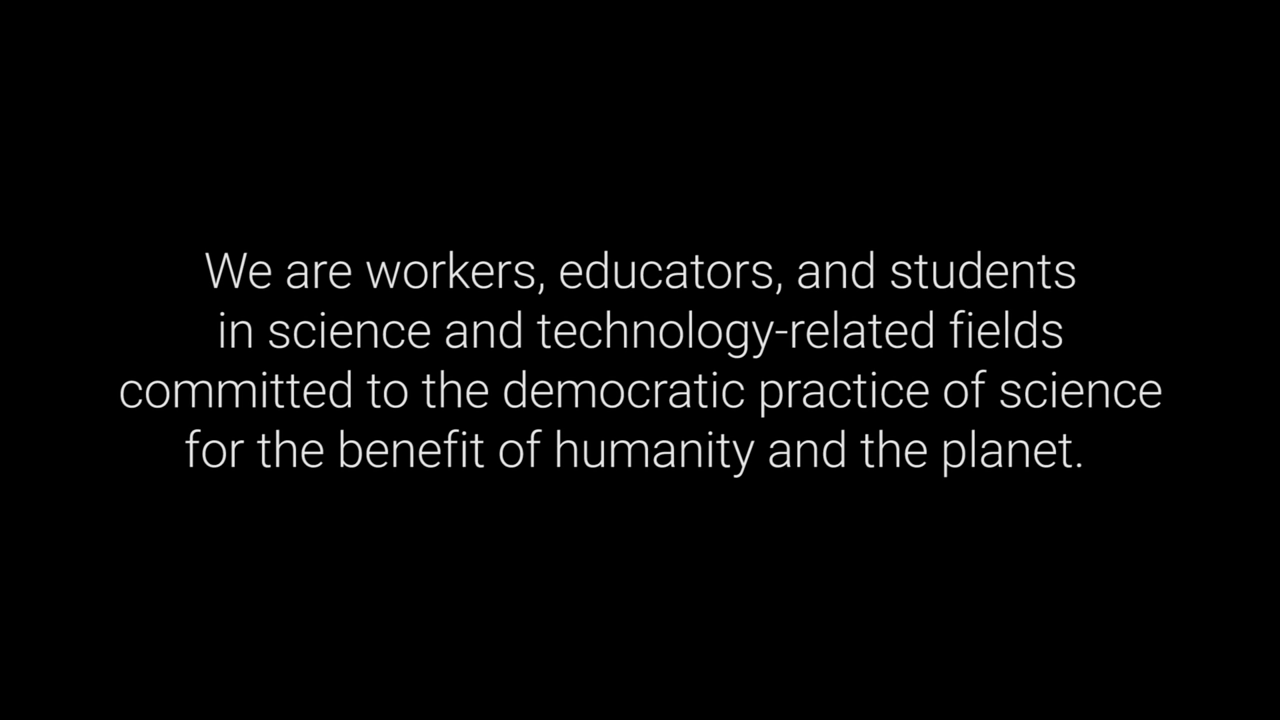 We are workers, educators, and students
in science and technology-related fields
committed to the democratic practice of science
for the benefit of humanity and the planet.